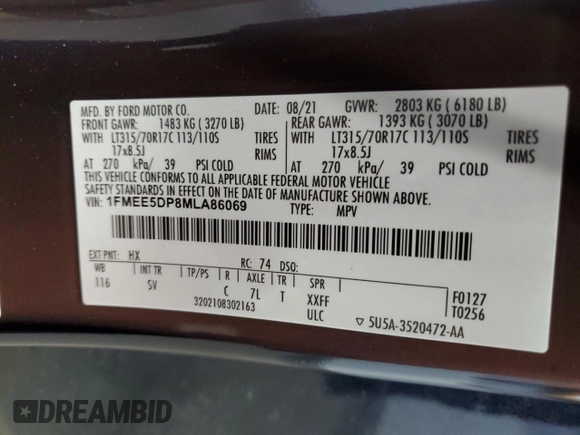 MFD. BY FORD MOTOR CO.
DATE: 08/21 GVWR: 2803 KG ( 6180 LB)
FRONT GAWR: 1483 KG ( 3270 LB) REAR GAWR: 1393 KG ( 3070 LB)
WITH LT315/70R17C 113/110S TIRES WITH LT315/70R17C 113/110S TIRES
17x8.5J RIMS 17x8.5J RIMS
AT 270 kPa/ 39 PSI COLD AT 270 kPa/ 39 PSI COLD
THIS VEHICLE CONFORMS TO ALL APPLICABLE FEDERAL MOTOR VEHICLE
SAFETY STANDARDS IN EFFECT ON THE DATE OF MANUFACTURE SHOWN ABOVE.
VIN: 1FMEE5DP8MLA86069 TYPE: MPV
EXT PNT: HX RC: 74 DSO:
WB INT TR TP/PS R AXLE TR SPR
116 SV C 7L T XXFF F0127
3202108302163 ULC T0256
▽ 5U5A-3520472-AA
DREAMBID